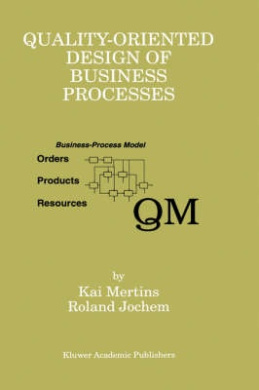 QUALITY-ORIENTED
DESIGN OF
BUSINESS
PROCESSES
Business-Process Model
Orders
Products
Resources
QM
by
Kai Mertins
Roland Jochem
Kluwer Academic Publishers